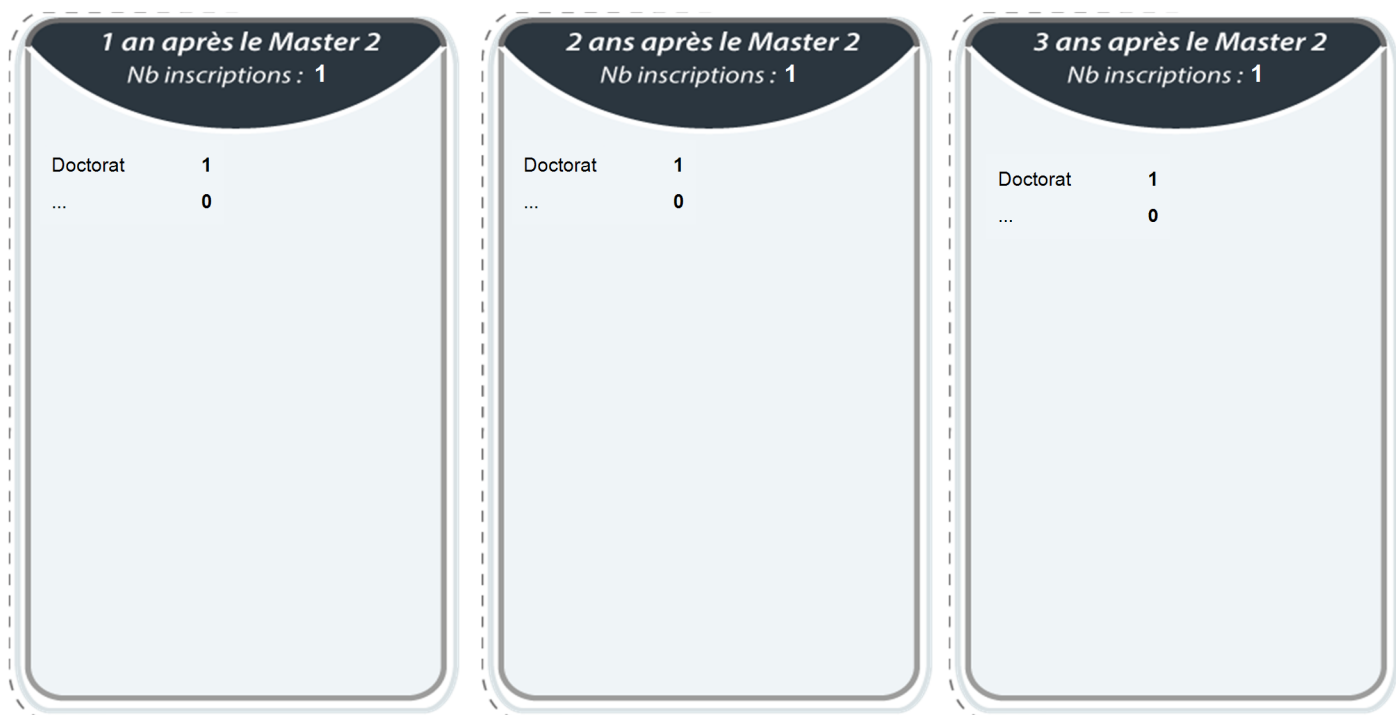 1 an après le Master 2
Nb inscriptions : 1
Doctorat 1
... 0
2 ans après le Master 2
Nb inscriptions : 1
Doctorat 1
... 0
3 ans après le Master 2
Nb inscriptions : 1
Doctorat 1
... 0